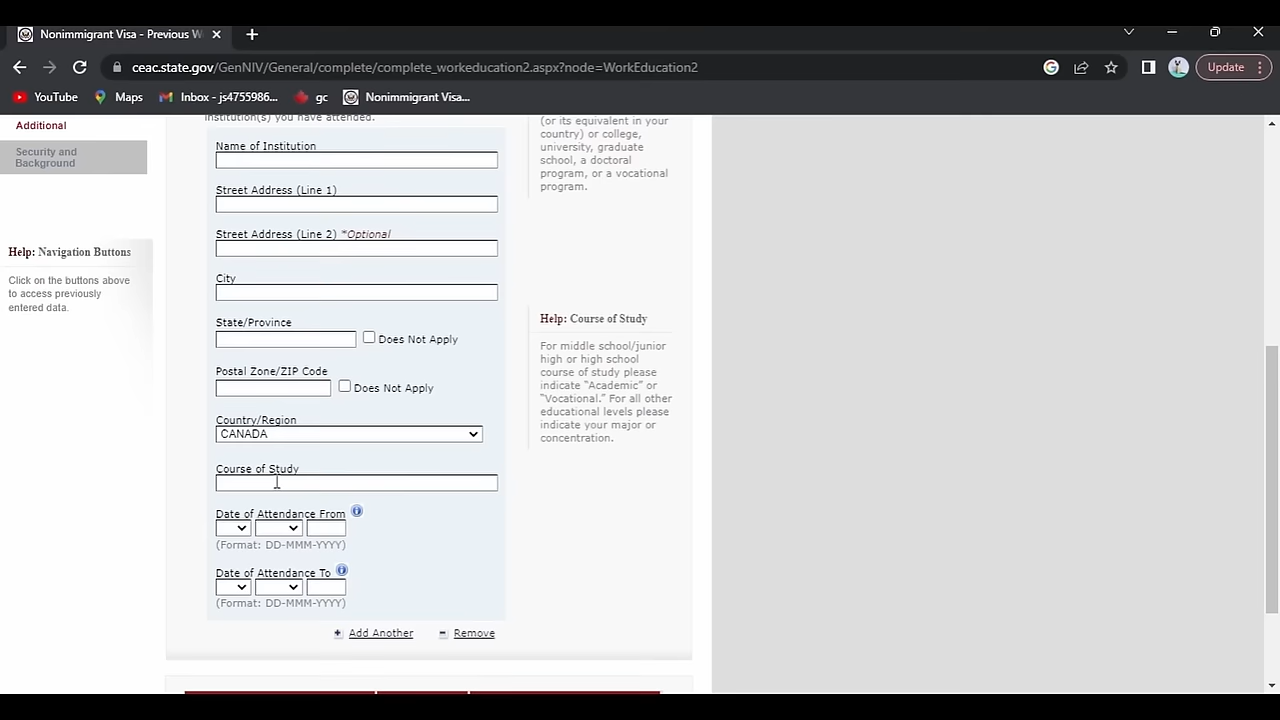 Nonimmigrant Visa - Previous W
ceac.state.gov/GenNIV/General/complete/complete_workeducation2.aspx?node=WorkEducation2
Update
YouTube
Maps
Inbox - js4755986...
gc
Nonimmigrant Visa...
Additional
Security and
Background
Help: Navigation Buttons
Click on the buttons above
to access previously
entered data.
institution(s) you have attended.
Name of Institution
Street Address (Line 1)
Street Address (Line 2) *Optional
City
State/Province
Does Not Apply
Postal Zone/ZIP Code
Does Not Apply
Country/Region
CANADA
Course of Study
Date of Attendance From
(Format: DD-MMM-YYYY)
Date of Attendance To
(Format: DD-MMM-YYYY)
Add Another
Remove
(or its equivalent in your
country) or college,
university, graduate
school, a doctoral
program, or a vocational
program.
Help: Course of Study
For middle school/junior
high or high school
course of study please
indicate “Academic” or
“Vocational.” For all other
educational levels please
indicate your major or
concentration.